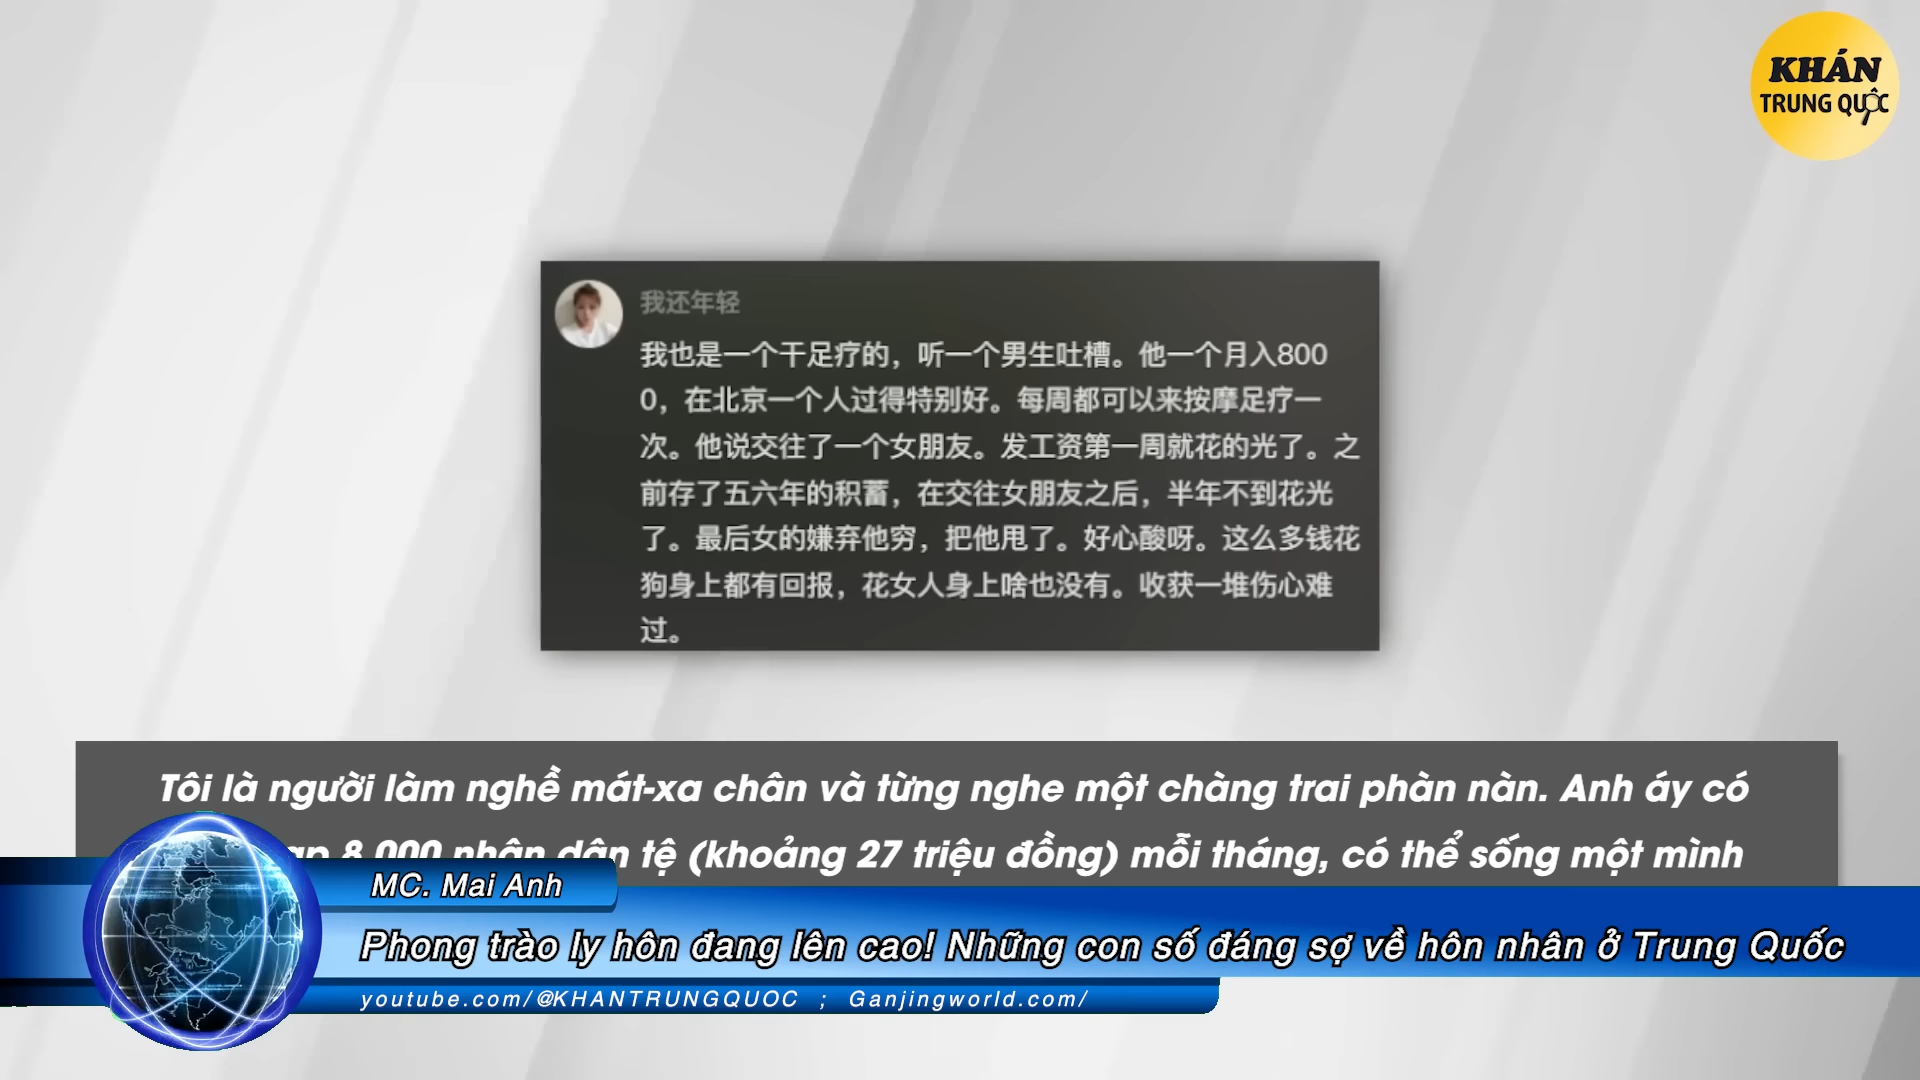 KHÁN
TRUNG QUỐC
我还年轻
我也是一个干足疗的，听一个男生吐槽。他一个月入800
0，在北京一个人过得特别好。每周都可以来按摩足疗一
次。他说交往了一个女朋友。发工资第一周就花的光了。之
前存了五六年的积蓄，在交往女朋友之后，半年不到花光
了。最后女的嫌弃他穷，把他甩了。好心酸呀。这么多钱花
狗身上都有回报，花女人身上啥也没有。收获一堆伤心难
过。
Tôi là người làm nghề mát-xa chân và từng nghe một chàng trai phàn nàn. Anh áy có
8.000 nhân dân tệ (khoảng 27 triệu đồng) mỗi tháng, có thể sống một mình
MC. Mai Anh
Phong trào ly hôn đang lên cao! Những con số đáng sợ về hôn nhân ở Trung Quốc
youtube.com/@KHANTRUNGQUOC ; Ganjingworld.com/